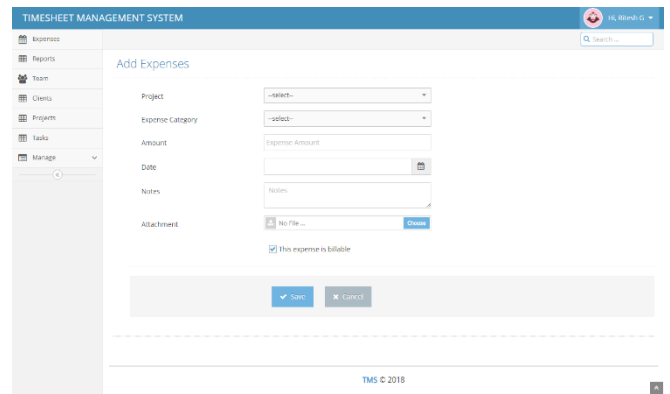 TIMESHEET MANAGEMENT SYSTEM
Hi, Ritesh G
Expenses
Search ...
Reports
Add Expenses
Team
Clients
Project
--select--
Projects
Expense Category
--select--
Tasks
Amount
Expense Amount
Manage
Date
Notes
Notes
Attachment
No File ...
Choose
This expense is billable
Save
Cancel
TMS © 2018